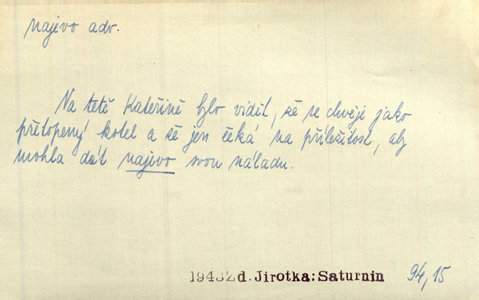 najevo adv.
Na tetě Kateřině bylo vidět, že se chvěje jako
přetopený kotel a že jen čeká na příležitost, aby
mohla dát najevo svou náladu.
1943Zd. Jirotka: Saturnin 94,15